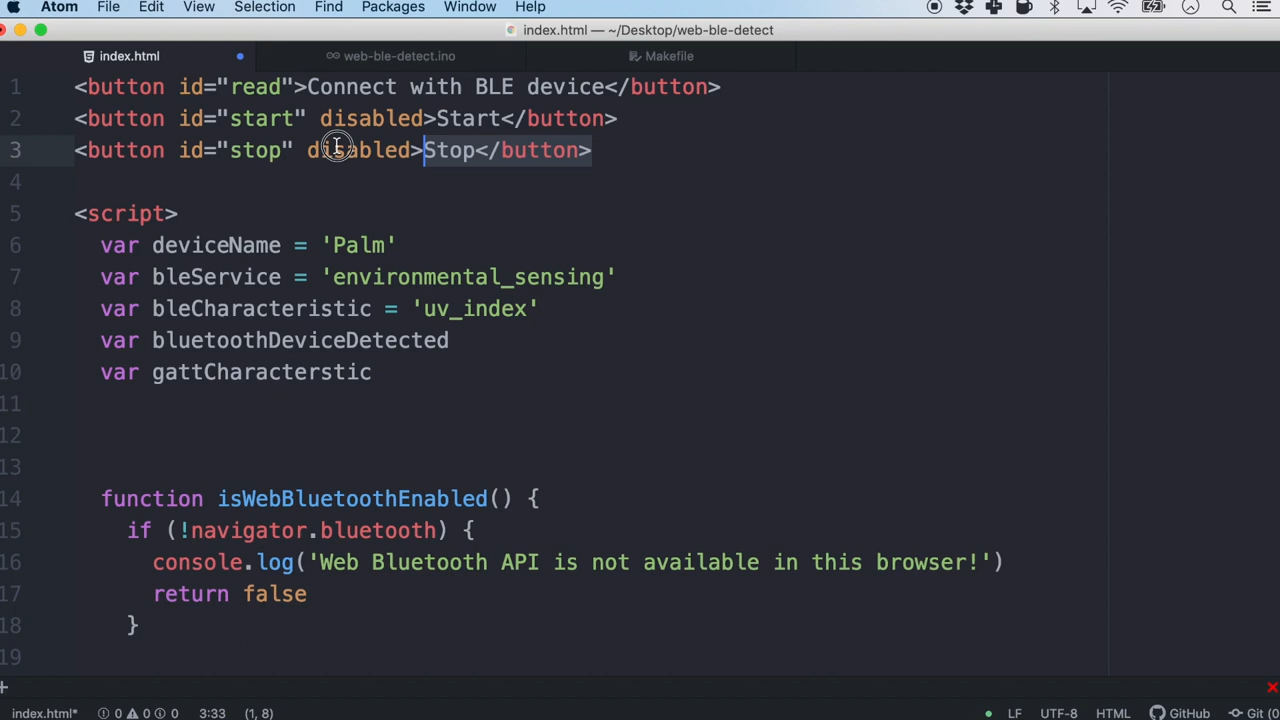 Atom File Edit View Selection Find Packages Window Help
index.html — ~/Desktop/web-ble-detect
index.html web-ble-detect.ino Makefile
1 <button id="read">Connect with BLE device</button>
2 <button id="start" disabled>Start</button>
3 <button id="stop" disabled>Stop</button>
4
5 <script>
6 var deviceName = 'Palm'
7 var bleService = 'environmental_sensing'
8 var bleCharacteristic = 'uv_index'
9 var bluetoothDeviceDetected
10 var gattCharacterstic
11
12
13
14 function isWebBluetoothEnabled() {
15 if (!navigator.bluetooth) {
16 console.log('Web Bluetooth API is not available in this browser!')
17 return false
18 }
19
index.html* 0 0 0 3:33 (1, 8) LF UTF-8 HTML GitHub Git (0